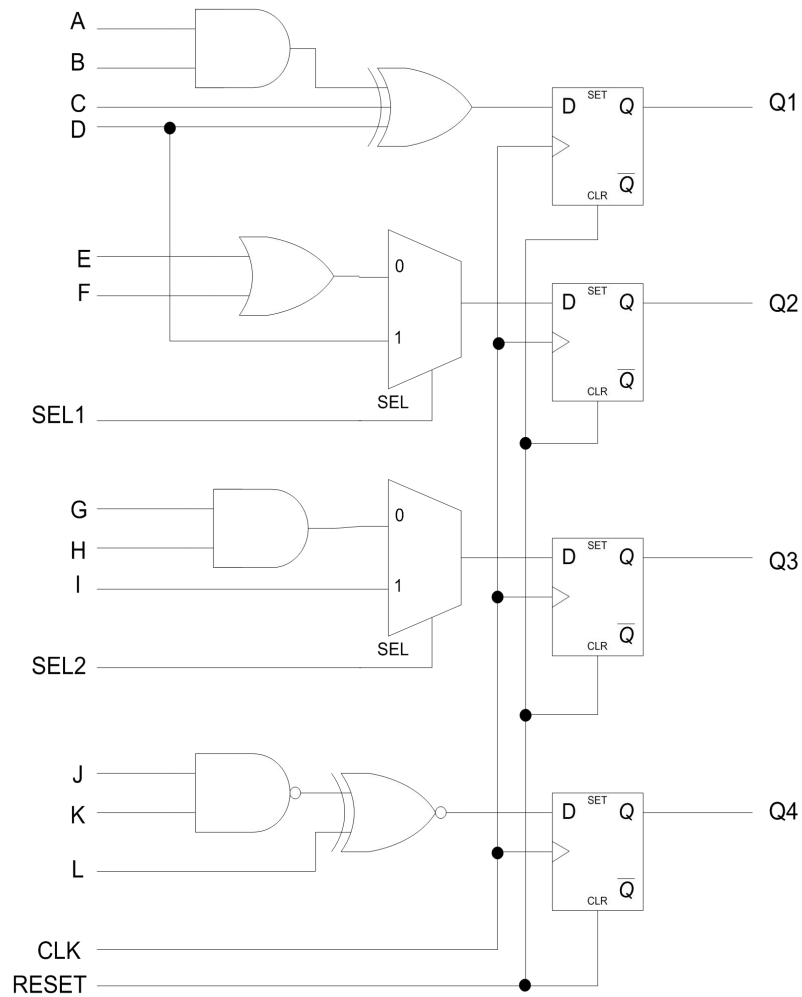 A
B
C
D
D SET Q
Q
CLR
Q1
E
F
0
1
SEL
SEL1
D SET Q
Q
CLR
Q2
G
H
I
0
1
SEL
SEL2
D SET Q
Q
CLR
Q3
J
K
L
D SET Q
Q
CLR
Q4
CLK
RESET